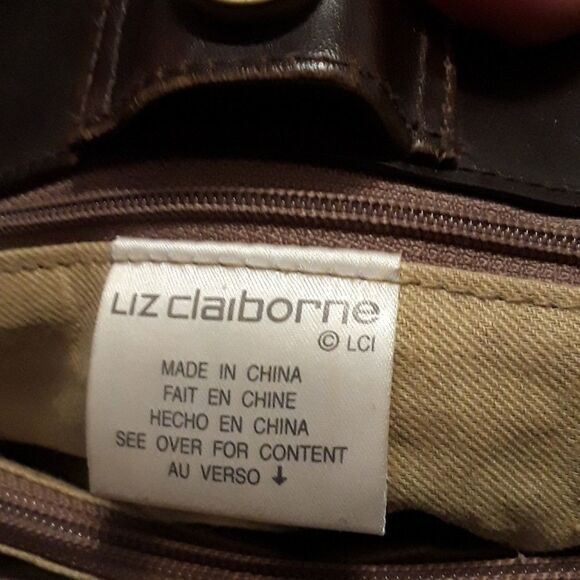 LIZ claiborne
© LCI
MADE IN CHINA
FAIT EN CHINE
HECHO EN CHINA
SEE OVER FOR CONTENT
AU VERSO ↓